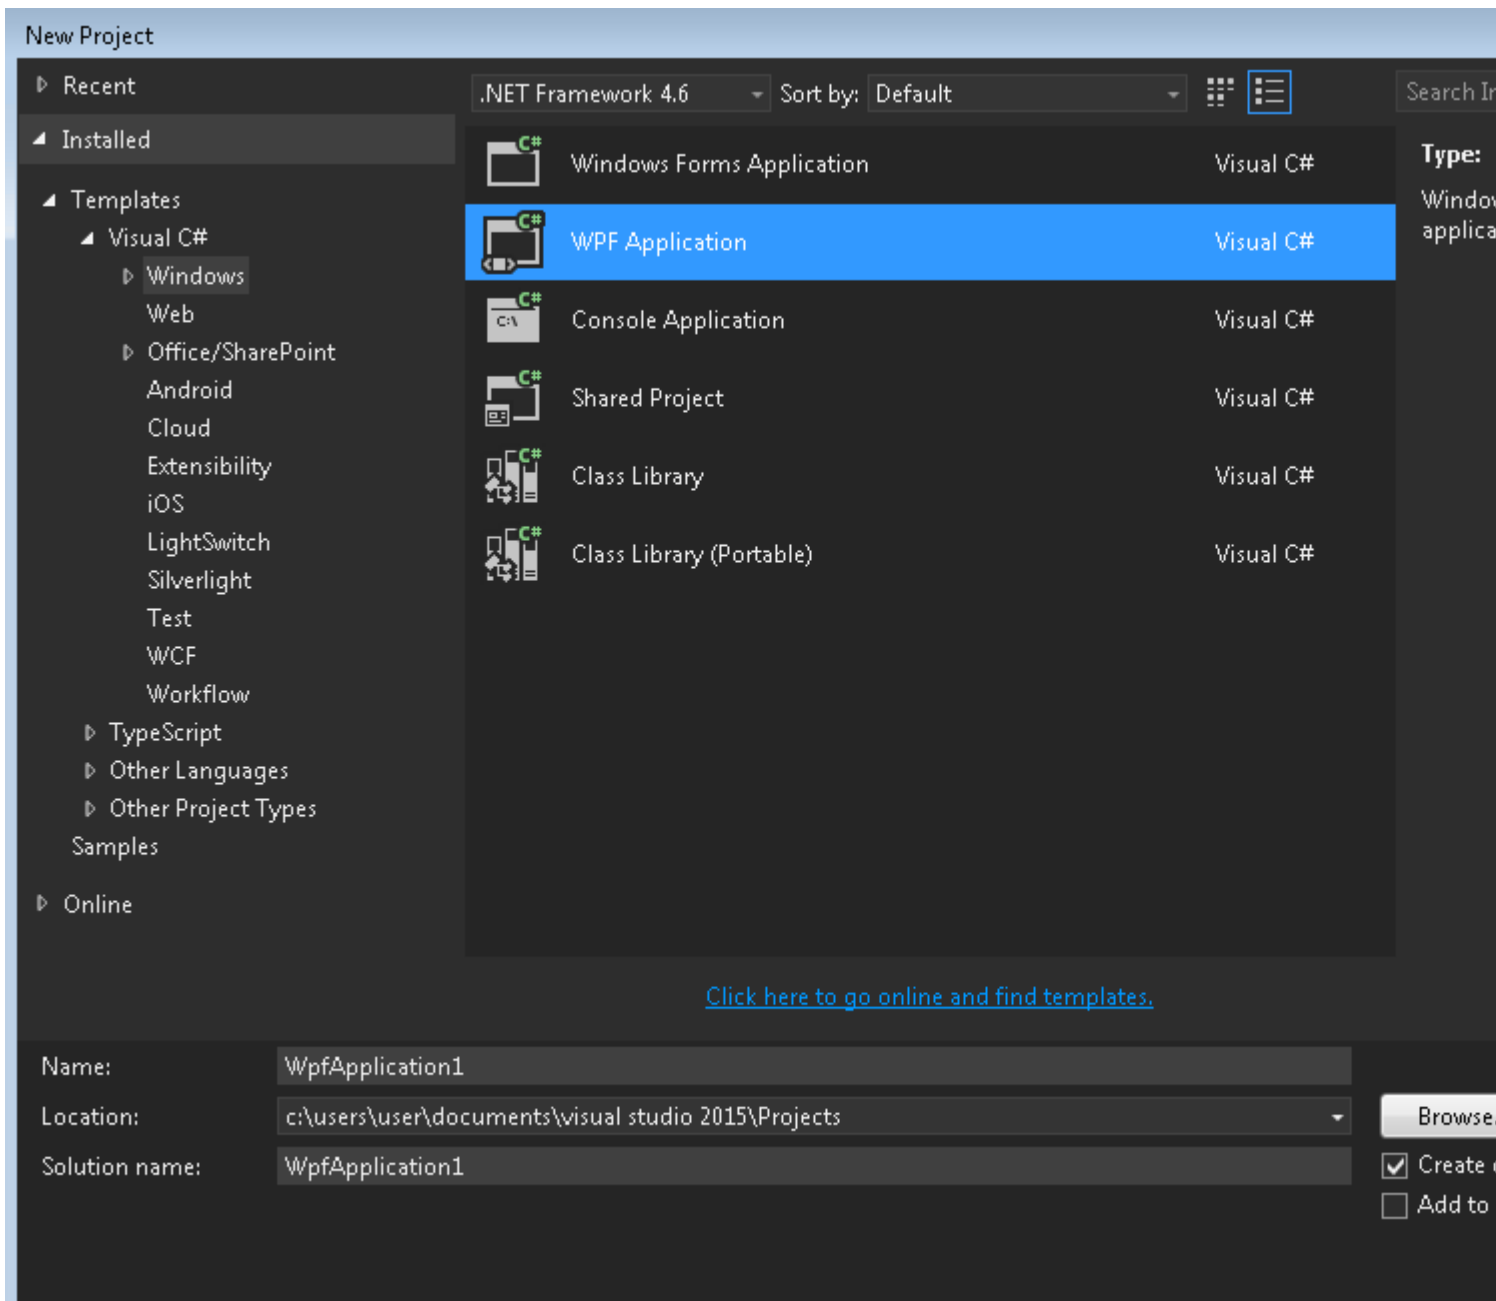 New Project
Recent
Installed
Templates
Visual C#
Windows
Web
Office/SharePoint
Android
Cloud
Extensibility
iOS
LightSwitch
Silverlight
Test
WCF
Workflow
TypeScript
Other Languages
Other Project Types
Samples
Online
.NET Framework 4.6 Sort by: Default
Search
Windows Forms Application Visual C#
WPF Application Visual C#
Console Application Visual C#
Shared Project Visual C#
Class Library Visual C#
Class Library (Portable) Visual C#
Type:
Click here to go online and find templates.
Name: WpfApplication1
Location: c:\users\user\documents\visual studio 2015\Projects
Browse
Solution name: WpfApplication1
Create
Add to